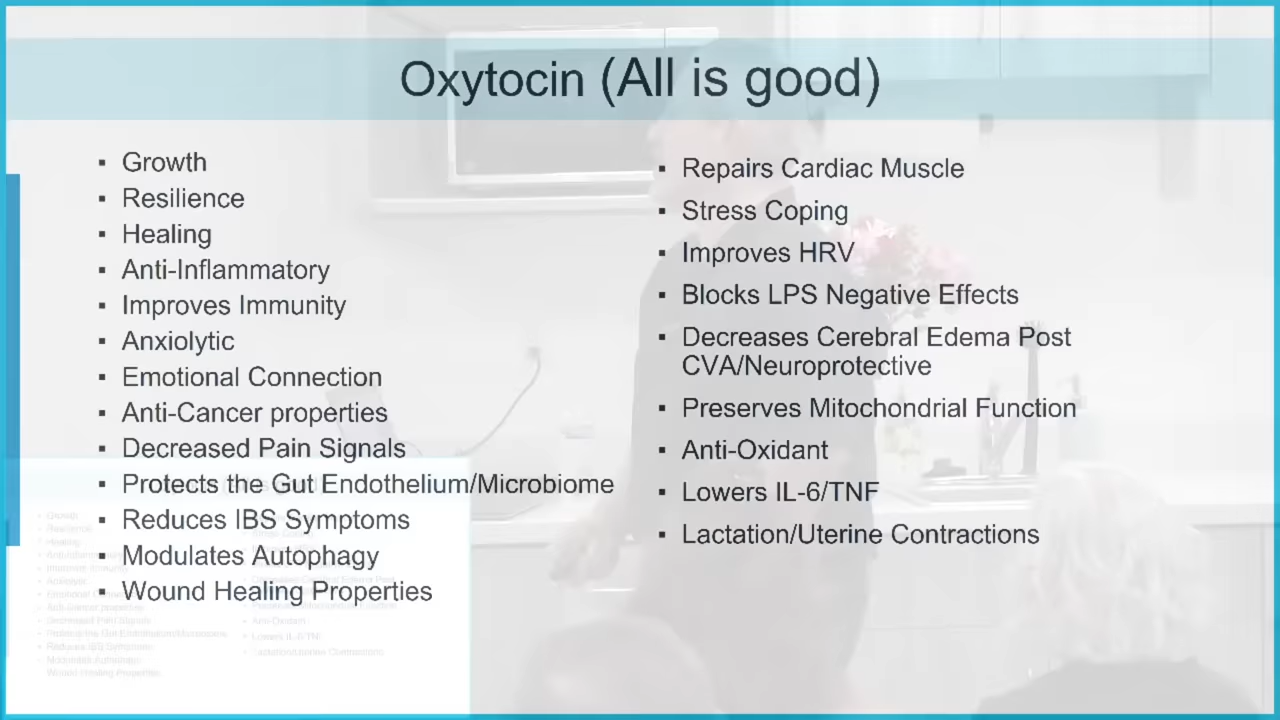 Oxytocin (All is good)
Growth
Resilience
Healing
Anti-Inflammatory
Improves Immunity
Anxiolytic
Emotional Connection
Anti-Cancer properties
Decreased Pain Signals
Protects the Gut Endothelium/Microbiome
Reduces IBS Symptoms
Modulates Autophagy
Wound Healing Properties
Repairs Cardiac Muscle
Stress Coping
Improves HRV
Blocks LPS Negative Effects
Decreases Cerebral Edema Post
CVA/Neuroprotective
Preserves Mitochondrial Function
Anti-Oxidant
Lowers IL-6/TNF
Lactation/Uterine Contractions